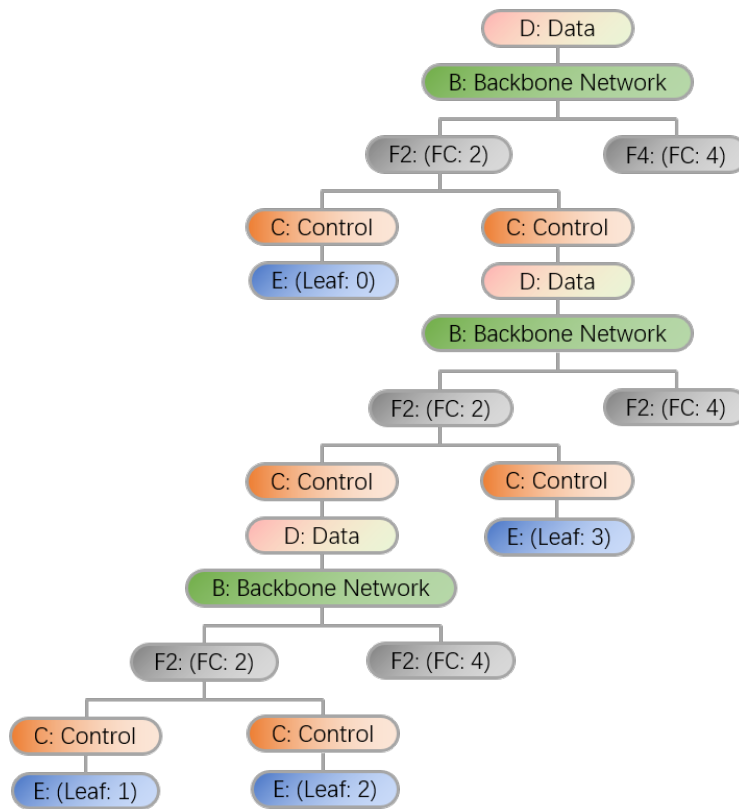 D: Data
B: Backbone Network
F2: (FC: 2)
F4: (FC: 4)
C: Control
C: Control
E: (Leaf: 0)
D: Data
B: Backbone Network
F2: (FC: 2)
F2: (FC: 4)
C: Control
C: Control
D: Data
E: (Leaf: 3)
B: Backbone Network
F2: (FC: 2)
F2: (FC: 4)
C: Control
C: Control
E: (Leaf: 1)
E: (Leaf: 2)